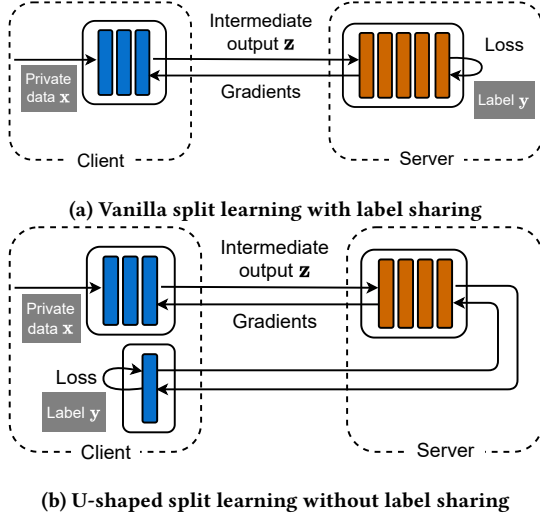 Intermediate
output z
Loss
Private
data x
Gradients
Label y
Client
Server
(a) Vanilla split learning with label sharing
Intermediate
output z
Private
data x
Gradients
Loss
Label y
Client
Server
(b) U-shaped split learning without label sharing